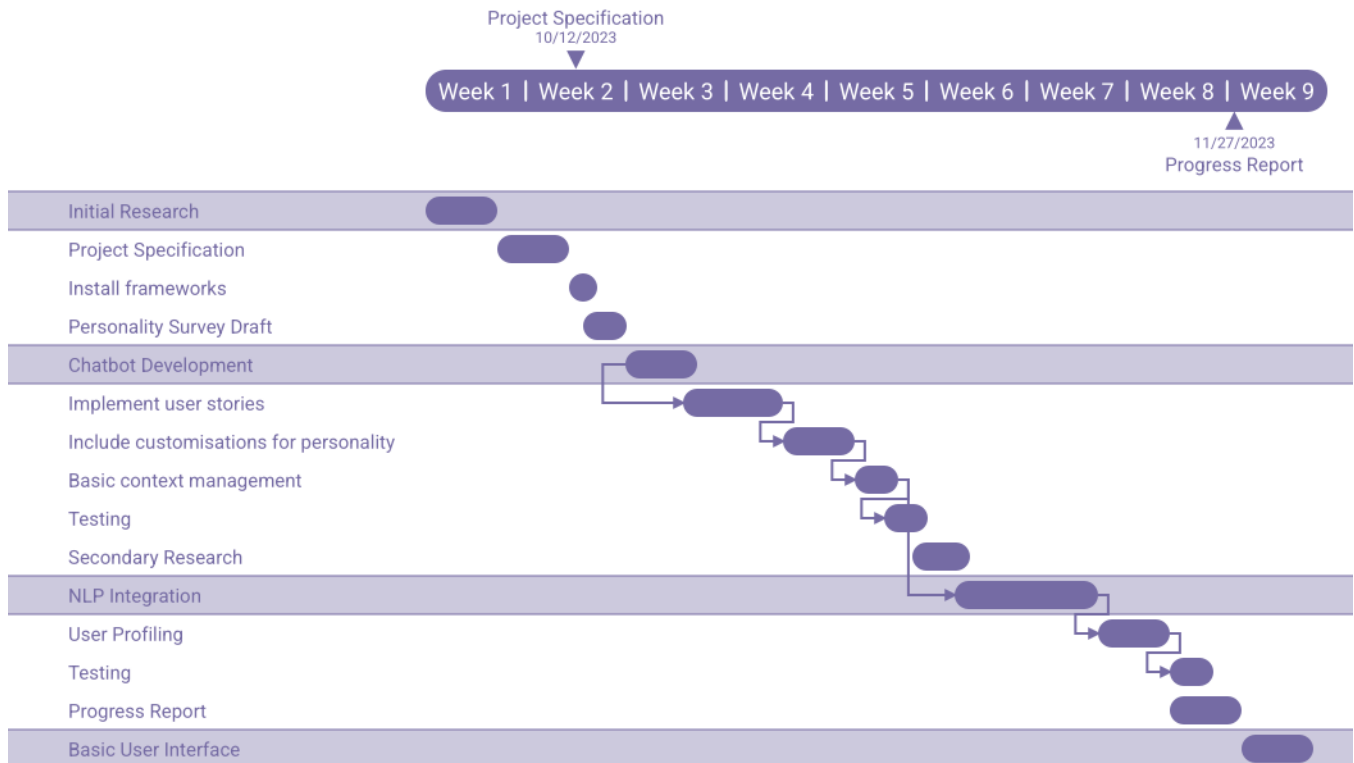 Project Specification
10/12/2023
Week 1 | Week 2 | Week 3 | Week 4 | Week 5 | Week 6 | Week 7 | Week 8 | Week 9
11/27/2023
Progress Report
Initial Research
Project Specification
Install frameworks
Personality Survey Draft
Chatbot Development
Implement user stories
Include customisations for personality
Basic context management
Testing
Secondary Research
NLP Integration
User Profiling
Testing
Progress Report
Basic User Interface